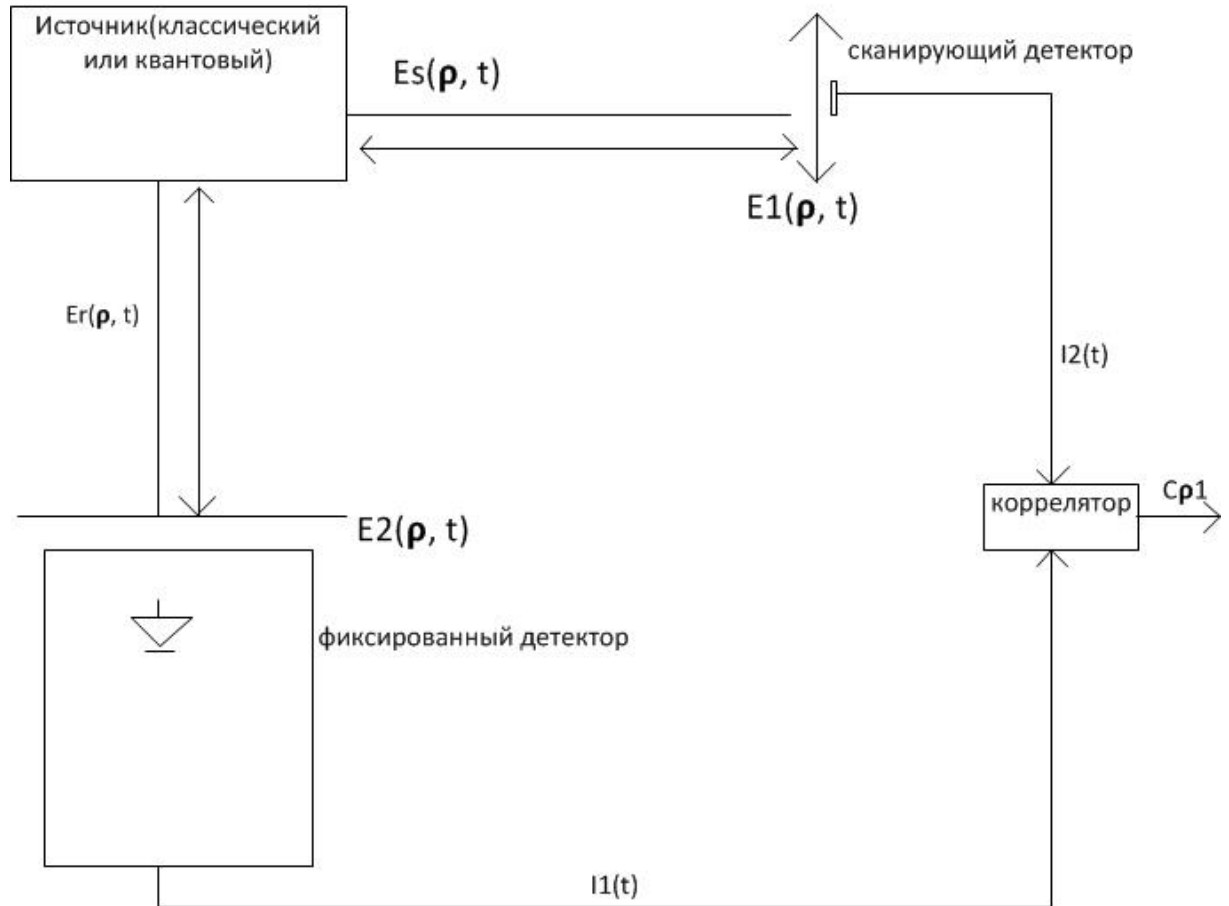 Источник(классический
или квантовый)
Es(ρ, t)
сканирующий детектор
E1(ρ, t)
Er(ρ, t)
I2(t)
коррелятор
Cρ1
E2(ρ, t)
фиксированный детектор
I1(t)